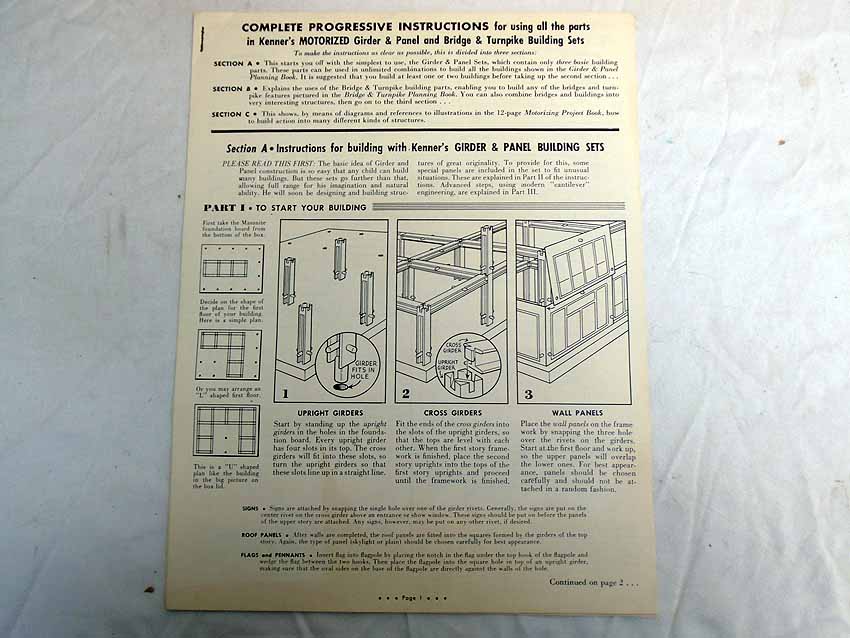 COMPLETE PROGRESSIVE INSTRUCTIONS for using all the parts
in Kenner's MOTORIZED Girder & Panel and Bridge & Turnpike Building Sets
To make the instructions as clear as possible, this is divided into three sections:
SECTION A • This starts you off with the simplest to use, the Girder & Panel Sets, which contain only three basic building
parts. These parts can be used in unlimited combinations to build all the buildings shown in the Girder & Panel
Planning Book. It is suggested that you build at least one or two buildings before taking up the second section . . .
SECTION B • Explains the uses of the Bridge & Turnpike building parts, enabling you to build any of the bridges and turn-
pike features pictured in the Bridge & Turnpike Planning Book. You can also combine bridges and buildings into
very interesting structures, then go on to the third section . . .
SECTION C • This shows, by means of diagrams and references to illustrations in the 12-page Motorizing Project Book, how
to build action into many different kinds of structures.
Section A • Instructions for building with Kenner's GIRDER & PANEL BUILDING SETS
PLEASE READ THIS FIRST: The basic idea of Girder and
Panel construction is so easy that any child can build
many buildings. But these sets go further than that,
allowing full range for his imagination and natural
ability. He will soon be designing and building struc-
tures of great originality. To provide for this, some
special panels are included in the set to fit unusual
situations. These are explained in Part II of the instruc-
tions. Advanced steps, using modern "cantilever"
engineering, are explained in Part III.
PART I • TO START YOUR BUILDING
First take the Masonite
foundation board from
the bottom of the box.
Decide on the shape of
the plan for the first
floor of your building.
Here is a simple plan.
Or you may arrange an
"L" shaped first floor.
This is a "U" shaped
plan like the building
in the big picture on
the box lid.
GIRDER
FITS IN
HOLE
1
CROSS
GIRDER
UPRIGHT
GIRDER
2
3
UPRIGHT GIRDERS
Start by standing up the upright
girders in the holes in the founda-
tion board. Every upright girder
has four slots in its top. The cross
girders will fit into these slots, so
turn the upright girders so that
these slots line up in a straight line.
CROSS GIRDERS
Fit the ends of the cross girders into
the slots of the upright girders, so
that the tops are level with each
other. When the first story frame-
work is finished, place the second
story uprights into the tops of the
first story uprights and proceed
until the framework is finished.
WALL PANELS
Place the wall panels on the frame
work by snapping the three hole
over the rivets on the girders.
Start at the first floor and work up,
so the upper panels will overlap
the lower ones. For best appear-
ance, panels should be chosen
carefully and should not be at-
tached in a random fashion.
SIGNS • Signs are attached by snapping the single hole over one of the girder rivets. Generally, the signs are put on the
center rivet on the cross girder above an entrance or show window. These signs should be put on before the panels
of the upper story are attached. Any signs, however, may be put on any other rivet, if desired.
ROOF PANELS • After walls are completed, the roof panels are fitted into the squares formed by the girders of the top
story. Again, the type of panel (skylight or plain) should be chosen carefully for best appearance.
FLAGS and PENNANTS • Insert flag into flagpole by placing the notch in the flag under the top hook of the flagpole and
wedge the flag between the two hooks. Then place the flagpole into the square hole in top of an upright girder,
making sure that the oval sides on the base of the flagpole are directly against the walls of the hole.
Continued on page 2 . . .
• • • Page 1 • • •